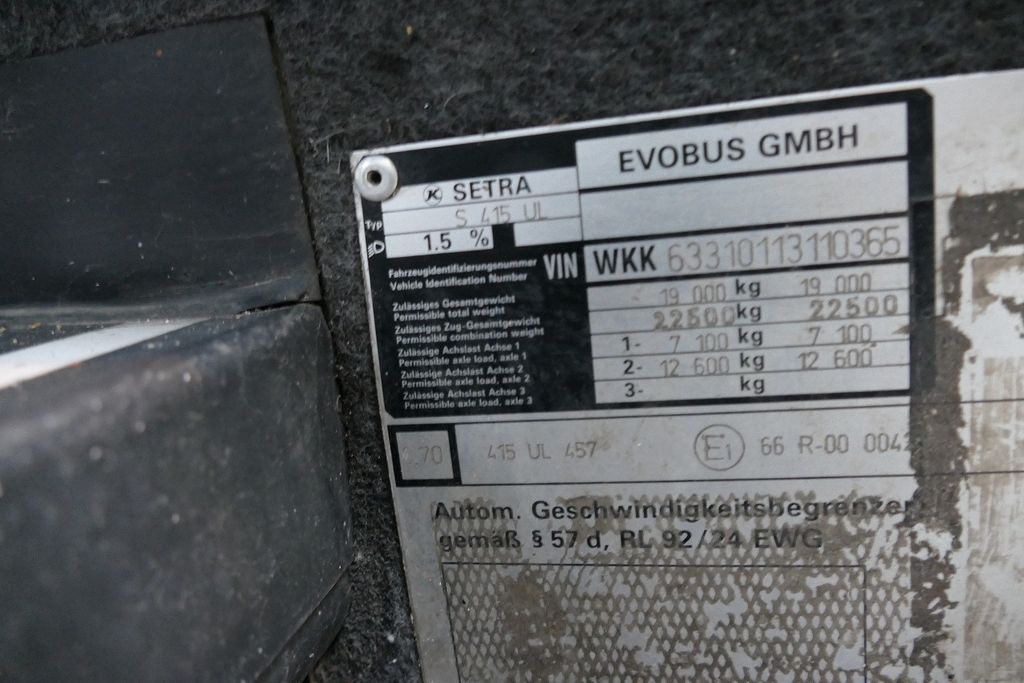 EVOBUS GMBH
K SETRA
Typ S 415 UL
1.5 %
Fahrzeugidentifizierungsnummer
Vehicle Identification Number
VIN WKK 63310113110365
Zulässiges Gesamtgewicht
Permissible total weight
19 000 kg 19 000
Zulässiges Zug-Gesamtgewicht
Permissible combination weight
22500 kg 22500
Zulässige Achslast Achse 1
Permissible axle load, axle 1
1- 7 100 kg 7 100
Zulässige Achslast Achse 2
Permissible axle load, axle 2
2- 12 600 kg 12 600
Zulässige Achslast Achse 3
Permissible axle load, axle 3
3- kg
.70 415 UL 457 E1 66 R-00 004
Autom. Geschwindigkeitsbegrenzer
gemäß § 57 d, RL 92/24 EWG